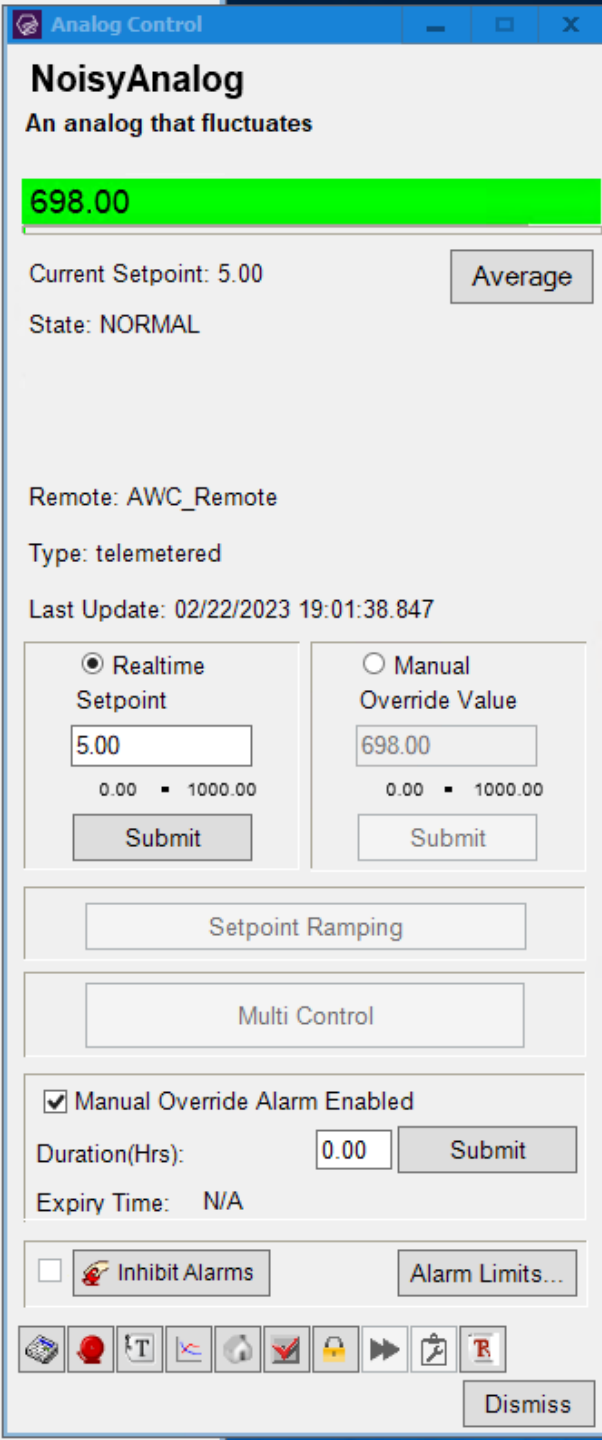 Analog Control
NoisyAnalog
An analog that fluctuates
698.00
Current Setpoint: 5.00
Average
State: NORMAL
Remote: AWC_Remote
Type: telemetered
Last Update: 02/22/2023 19:01:38.847
Realtime
Manual
Setpoint
Override Value
5.00
698.00
0.00 - 1000.00
0.00 - 1000.00
Submit
Submit
Setpoint Ramping
Multi Control
Manual Override Alarm Enabled
Duration(Hrs):
0.00
Submit
Expiry Time: N/A
Inhibit Alarms
Alarm Limits...
T
R
Dismiss